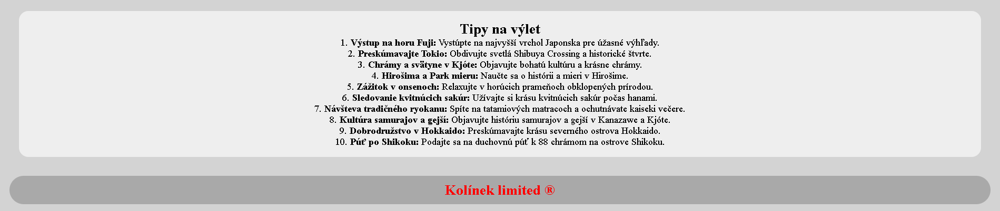 Tipy na výlet
1. Výstup na horu Fuji: Vystúpte na najvyšší vrchol Japonska pre úžasné výhľady.
2. Preskúmavajte Tokio: Obdivujte svetlá Shibuya Crossing a historické štvrte.
3. Chrámy a svätyne v Kjóte: Objavujte bohatú kultúru a krásne chrámy.
4. Hirošima a Park mieru: Naučte sa o histórii a mieri v Hirošime.
5. Zážitok v onsenoch: Relaxujte v horúcich prameňoch obklopených prírodou.
6. Sledovanie kvitnúcich sakúr: Užívajte si krásu kvitnúcich sakúr počas hanami.
7. Návšteva tradičného ryokanu: Spíte na tatamiových matracoch a ochutnávate kaiseki večere.
8. Kultúra samurajov a gejší: Objavujte históriu samurajov a gejší v Kanazawe a Kjóte.
9. Dobrodružstvo v Hokkaido: Preskúmavajte krásu severného ostrova Hokkaido.
10. Púť po Shikoku: Podajte sa na duchovnú púť k 88 chrámom na ostrove Shikoku.
Kolínek limited ®